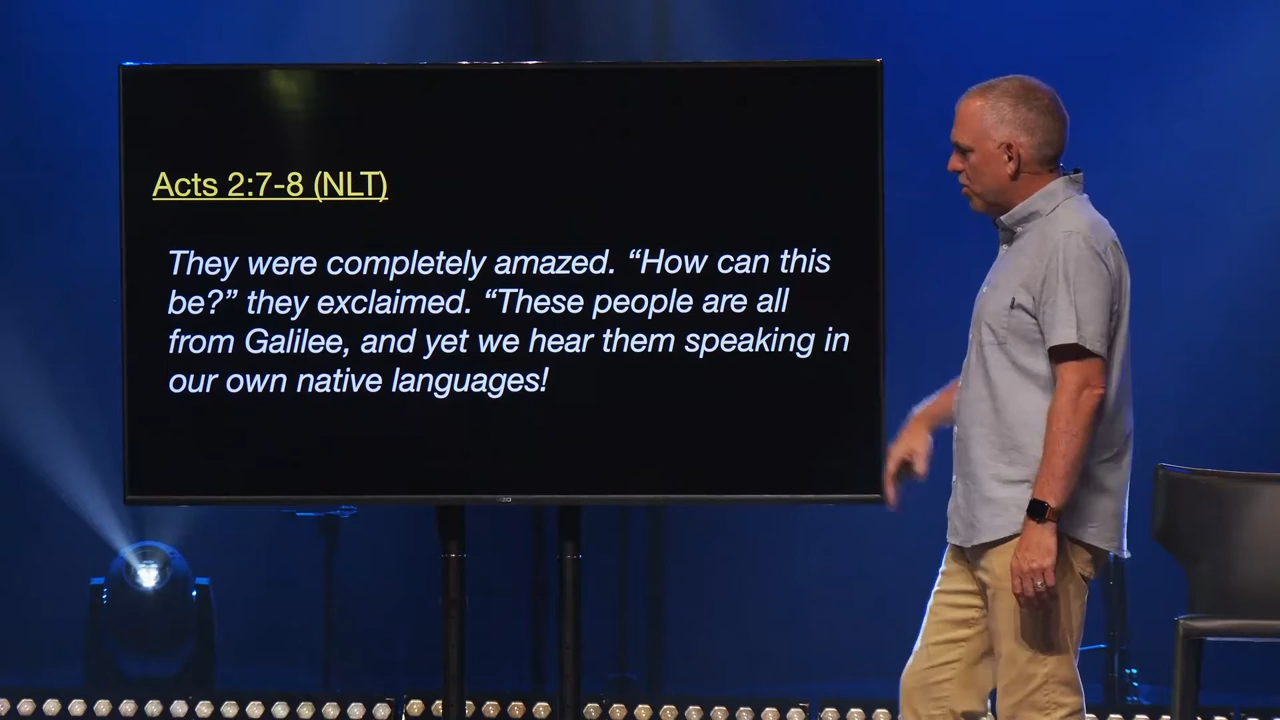 Acts 2:7-8 (NLT)
They were completely amazed. “How can this
be?” they exclaimed. “These people are all
from Galilee, and yet we hear them speaking in
our own native languages!
VIZIO